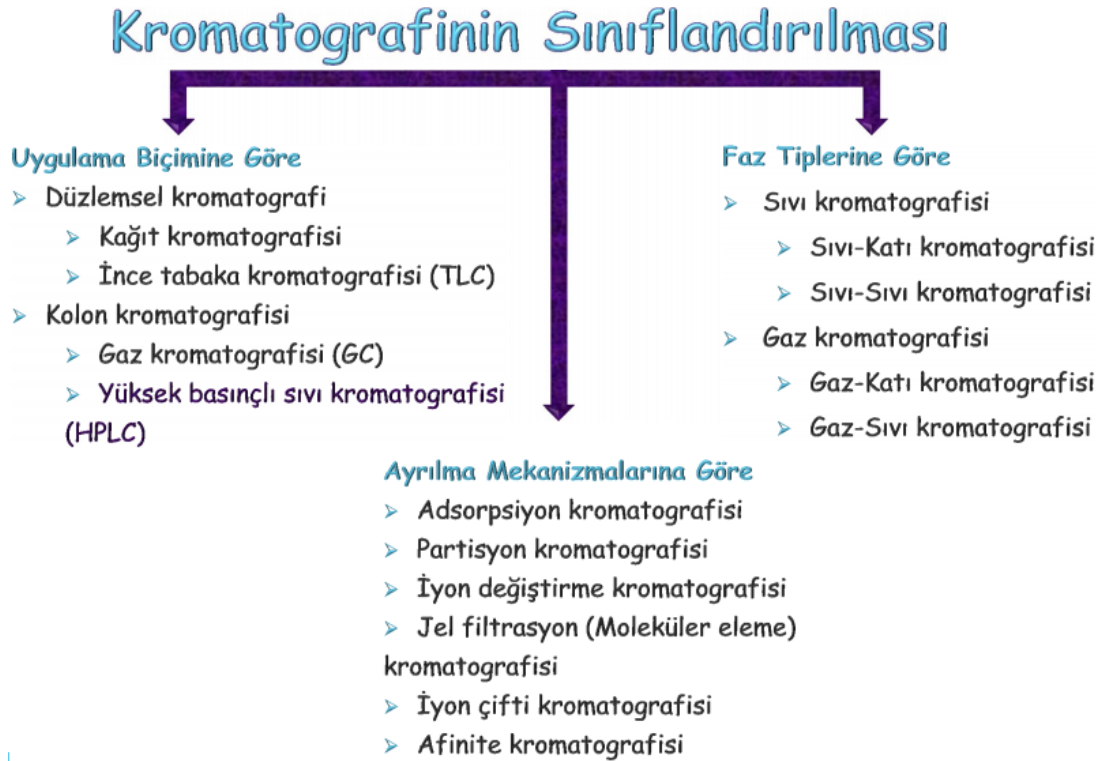 Kromatografinin Sınıflandırılması
Uygulama Biçimine Göre
Düzlemsel kromatografi
Kağıt kromatografisi
İnce tabaka kromatografisi (TLC)
Kolon kromatografisi
Gaz kromatografisi (GC)
Yüksek basınçlı sıvı kromatografisi
(HPLC)
Faz Tiplerine Göre
Sıvı kromatografisi
Sıvı-Katı kromatografisi
Sıvı-Sıvı kromatografisi
Gaz kromatografisi
Gaz-Katı kromatografisi
Gaz-Sıvı kromatografisi
Ayrılma Mekanizmalarına Göre
Adsorpsiyon kromatografisi
Partisyon kromatografisi
İyon değiştirme kromatografisi
Jel filtrasyon (Moleküler eleme)
kromatografisi
İyon çifti kromatografisi
Afinite kromatografisi